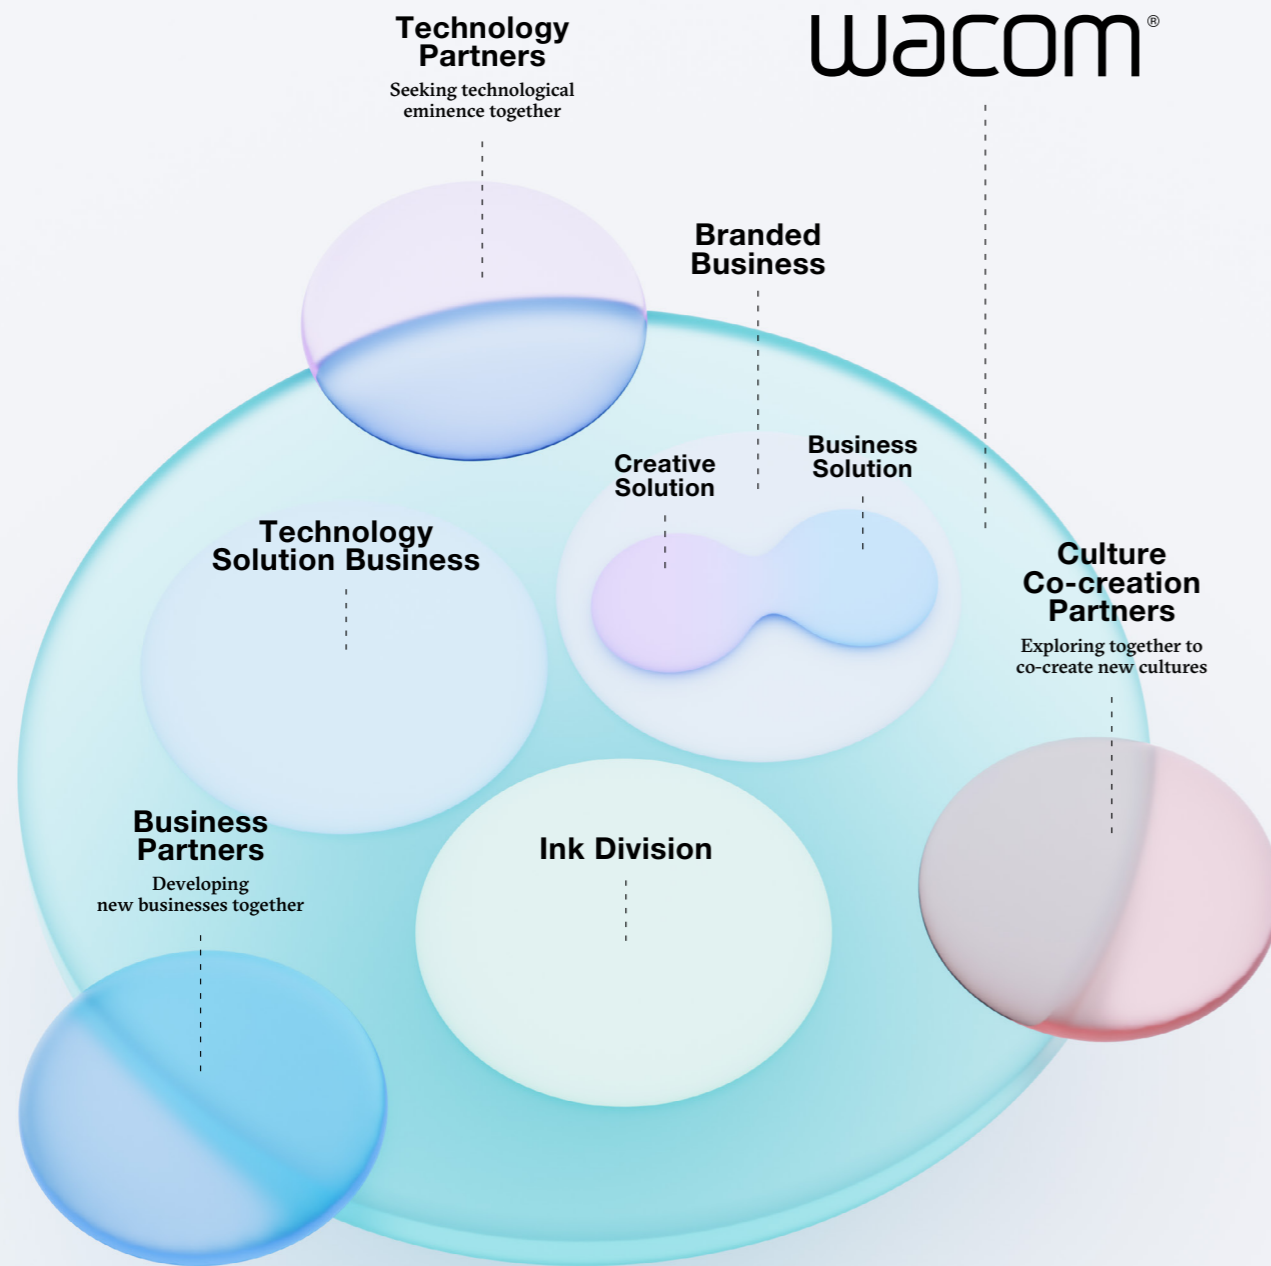 Technology
Partners
Seeking technological
eminence together
wacom®
Branded
Business
Creative
Solution
Business
Solution
Technology
Solution Business
Culture
Co-creation
Partners
Exploring together to
co-create new cultures
Business
Partners
Developing
new businesses together
Ink Division